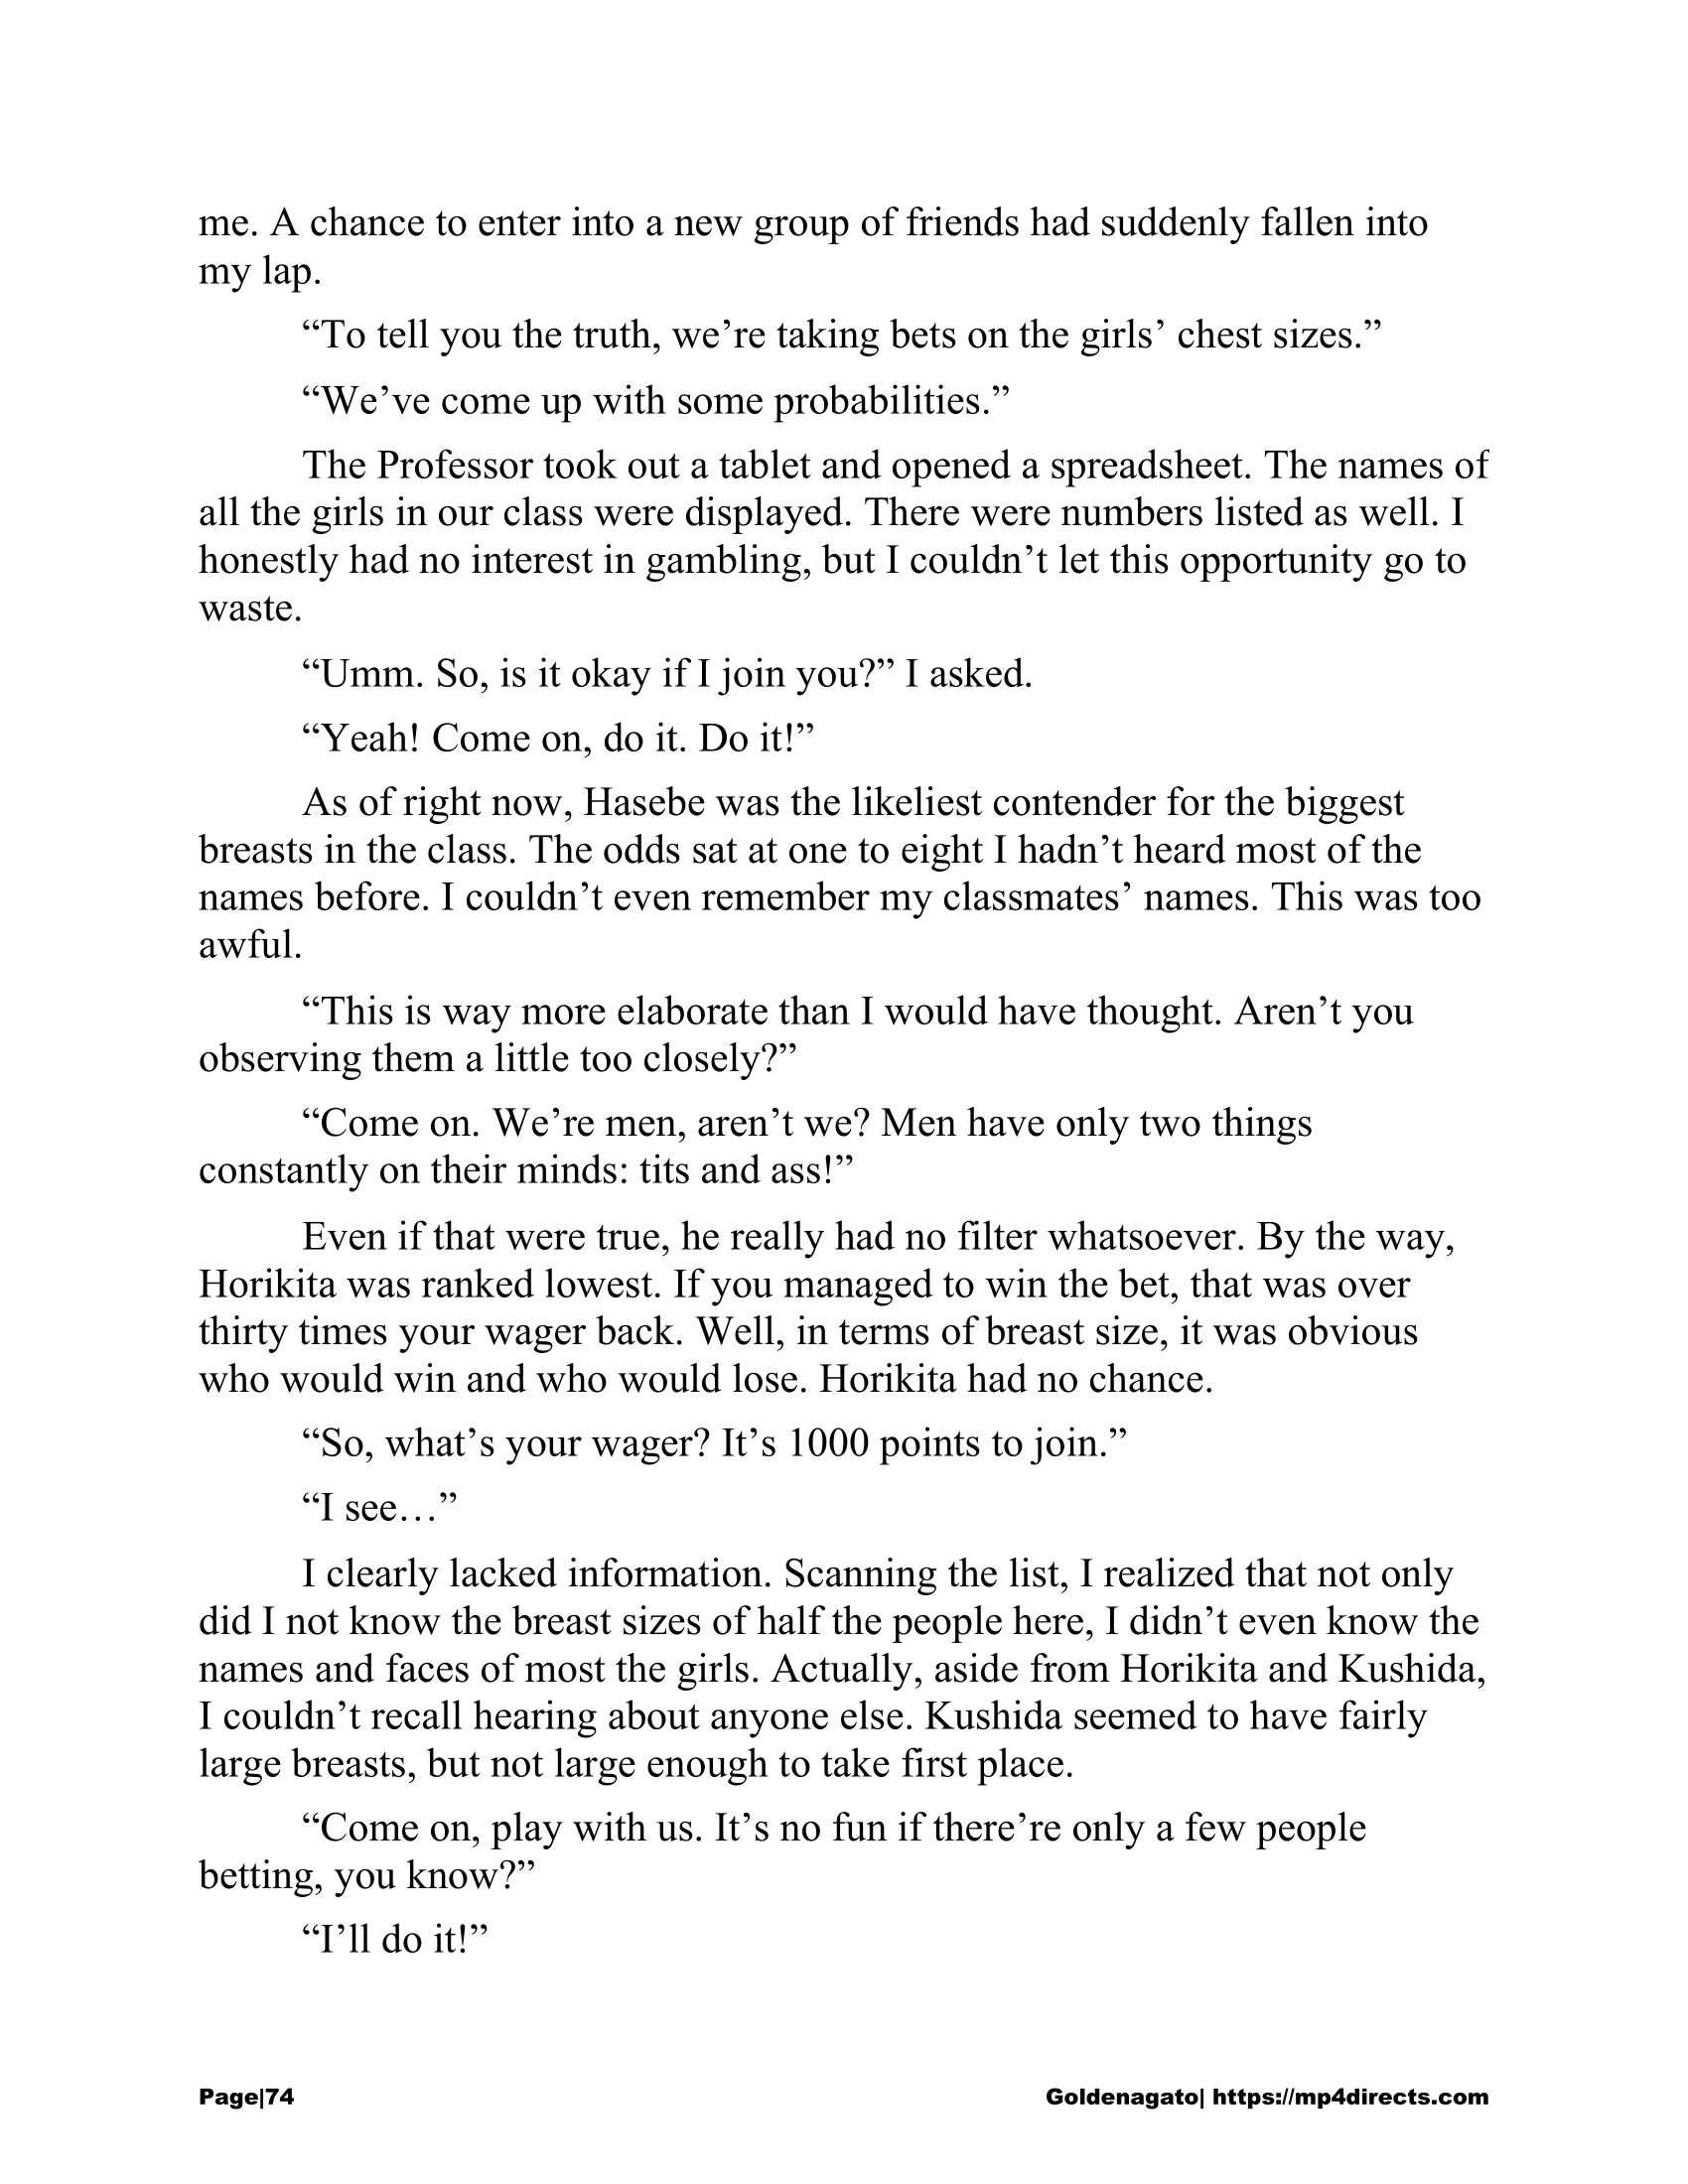 me. A chance to enter into a new group of friends had suddenly fallen into
my lap.
“To tell you the truth, we’re taking bets on the girls’ chest sizes.”
“We’ve come up with some probabilities.”
The Professor took out a tablet and opened a spreadsheet. The names of
all the girls in our class were displayed. There were numbers listed as well. I
honestly had no interest in gambling, but I couldn’t let this opportunity go to
waste.
“Umm. So, is it okay if I join you?” I asked.
“Yeah! Come on, do it. Do it!”
As of right now, Hasebe was the likeliest contender for the biggest
breasts in the class. The odds sat at one to eight I hadn’t heard most of the
names before. I couldn’t even remember my classmates’ names. This was too
awful.
“This is way more elaborate than I would have thought. Aren’t you
observing them a little too closely?”
“Come on. We’re men, aren’t we? Men have only two things
constantly on their minds: tits and ass!”
Even if that were true, he really had no filter whatsoever. By the way,
Horikita was ranked lowest. If you managed to win the bet, that was over
thirty times your wager back. Well, in terms of breast size, it was obvious
who would win and who would lose. Horikita had no chance.
“So, what’s your wager? It’s 1000 points to join.”
“I see…”
I clearly lacked information. Scanning the list, I realized that not only
did I not know the breast sizes of half the people here, I didn’t even know the
names and faces of most the girls. Actually, aside from Horikita and Kushida,
I couldn’t recall hearing about anyone else. Kushida seemed to have fairly
large breasts, but not large enough to take first place.
“Come on, play with us. It’s no fun if there’re only a few people
betting, you know?”
“I’ll do it!”
Page|74 Goldenagato| https://mp4directs.com